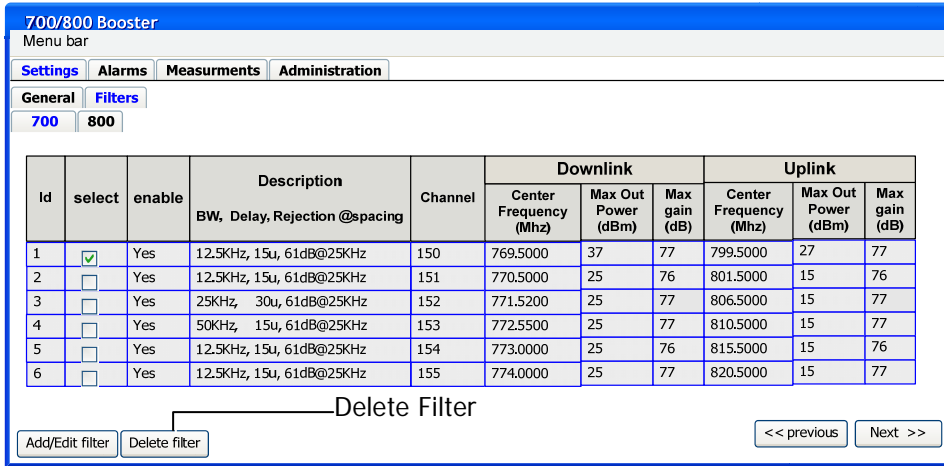 700/800 Booster
Menu bar
Settings Alarms Measurments Administration
General Filters
700 800
Id select enable Description BW, Delay, Rejection @spacing Channel Downlink Uplink
Center Frequency (Mhz) Max Out Power (dBm) Max gain (dB) Center Frequency (Mhz) Max Out Power (dBm) Max gain (dB)
1 Yes 12.5KHz, 15u, 61dB@25KHz 150 769.5000 37 77 799.5000 27 77
2 Yes 12.5KHz, 15u, 61dB@25KHz 151 770.5000 25 76 801.5000 15 76
3 Yes 25KHz, 30u, 61dB@25KHz 152 771.5200 25 77 806.5000 15 77
4 Yes 50KHz, 15u, 61dB@25KHz 153 772.5500 25 77 810.5000 15 77
5 Yes 12.5KHz, 15u, 61dB@25KHz 154 773.0000 25 76 815.5000 15 76
6 Yes 12.5KHz, 15u, 61dB@25KHz 155 774.0000 25 77 820.5000 15 77
Delete Filter
Add/Edit filter Delete filter << previous Next >>